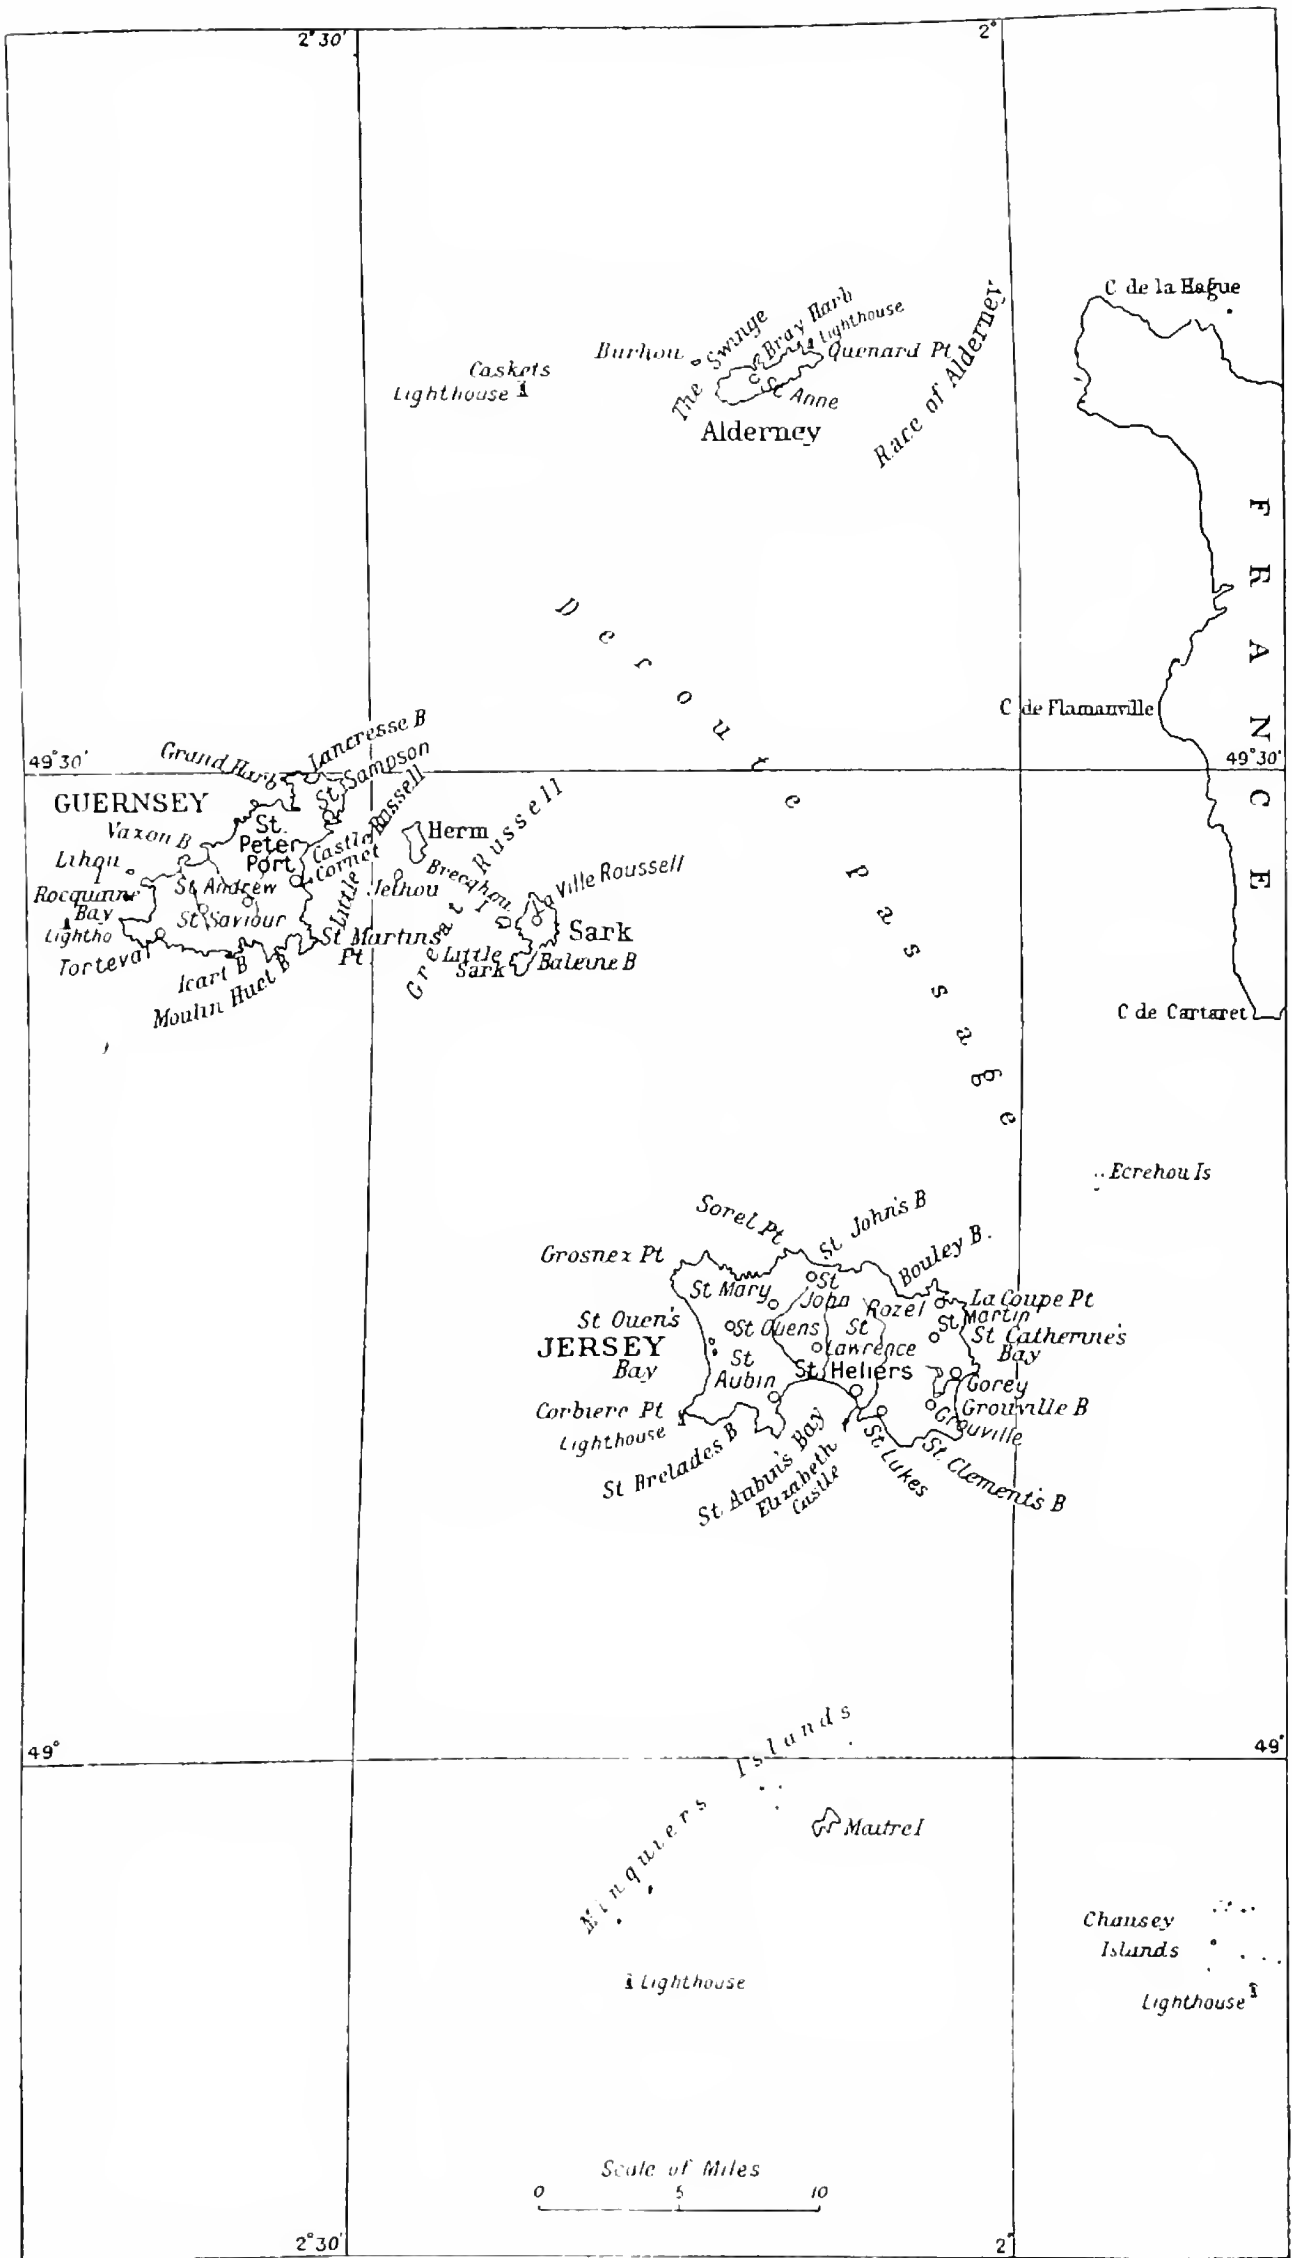 2°30'
2°
C de la Hague
Burhou
The Swinge
Bray Harb
Lighthouse
Quenard Pt
Caskets
Lighthouse
St Anne
Alderney
Race of Alderney
FRANCE
Deroute passage
C de Flamanville
49°30'
49°30'
Grand Harb
Lancresse B
St Sampson
GUERNSEY
Vazon B
St.
Peter
Port
Castle
Cornet
Little Russell
Herm
Great Russell
Lihou
St Andrew
Jethou
Brecqhou I
La Ville Roussell
Rocquaine
Bay
Lightho
St Saviour
Sark
St Martins
Pt
Little
Sark
Baleine B
Torteval
Icart B
Moulin Huet B
C de Cartaret
Ecrehou Is
Sorel Pt
St John's B
Grosnez Pt
Bouley B.
St Mary
St
John
Rozel
La Coupe Pt
St Martin
St Ouen's
Bay
JERSEY
St Ouens
St
Lawrence
St Catherine's
Bay
St
Aubin
St Heliers
Gorey
Grouville B
Grouville
Corbiere Pt
Lighthouse
St Brelades B
St Aubin's Bay
Elizabeth
Castle
St Lukes
St Clement's B
49°
49°
Minquiers Islands
Maitre I
Chausey
Islands
Lighthouse
Lighthouse
Scale of Miles
0 5 10
2°30'
2°